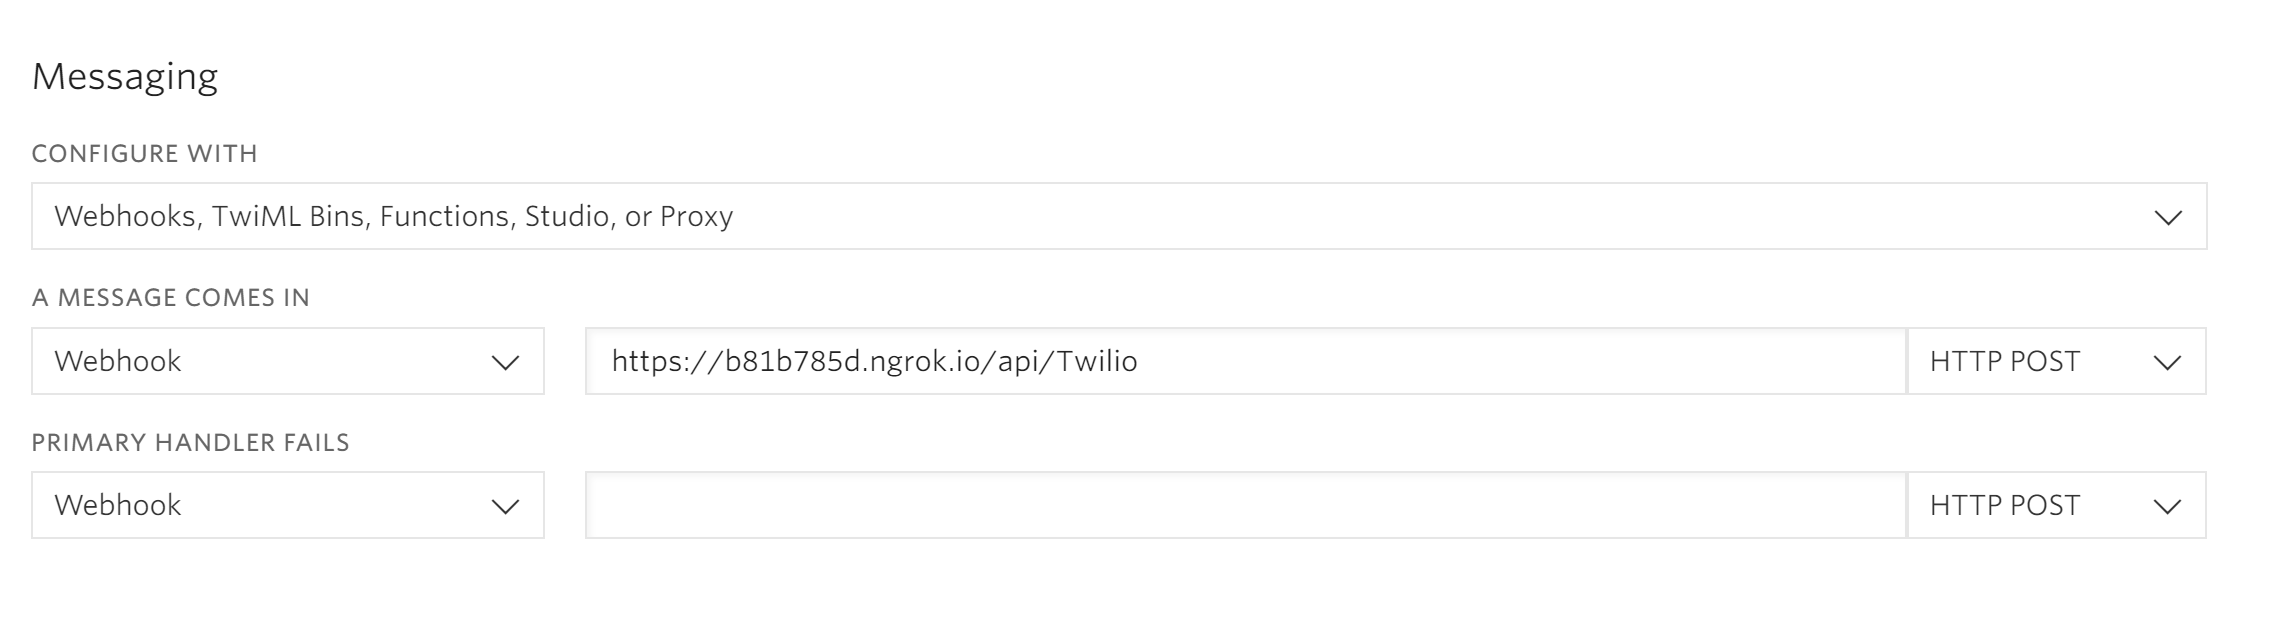 Messaging
CONFIGURE WITH
Webhooks, TwiML Bins, Functions, Studio, or Proxy
A MESSAGE COMES IN
Webhook https://b81b785d.ngrok.io/api/Twilio HTTP POST
PRIMARY HANDLER FAILS
Webhook HTTP POST